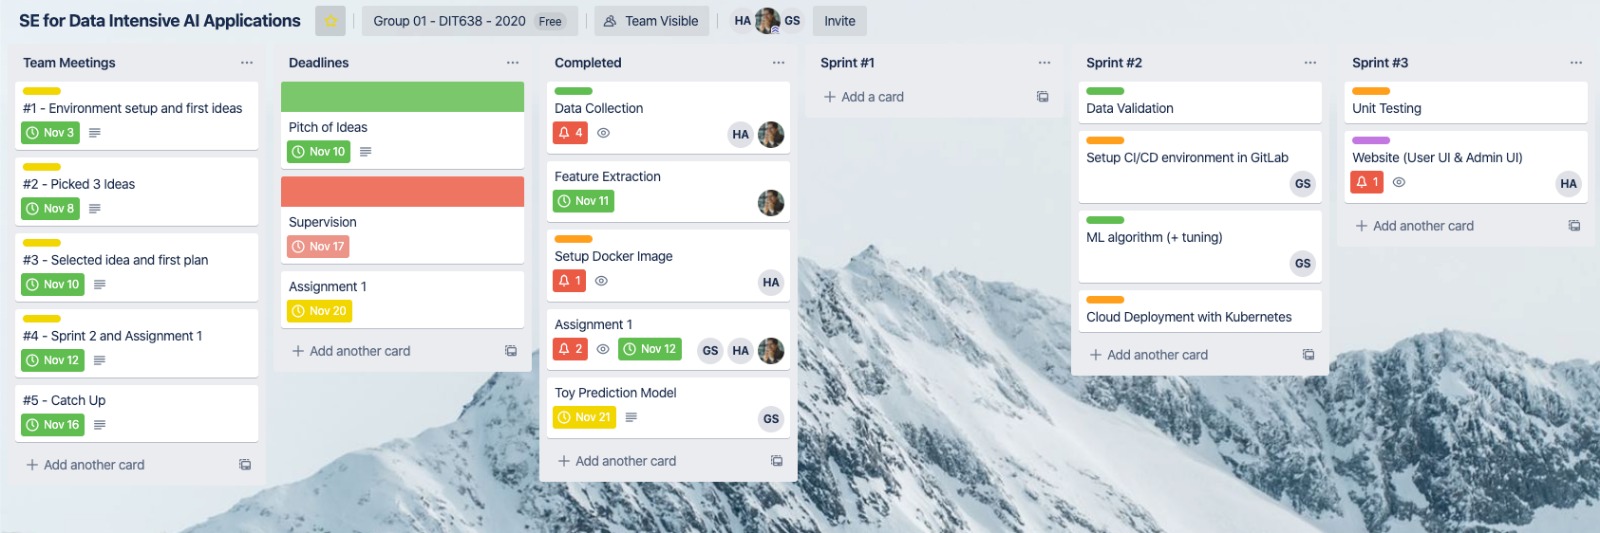 SE for Data Intensive AI Applications
Group 01 - DIT638 - 2020 Free
Team Visible
HA GS
Invite
Team Meetings
#1 - Environment setup and first ideas
Nov 3
#2 - Picked 3 Ideas
Nov 8
#3 - Selected idea and first plan
Nov 10
#4 - Sprint 2 and Assignment 1
Nov 12
#5 - Catch Up
Nov 16
+ Add another card
Deadlines
Pitch of Ideas
Nov 10
Supervision
Nov 17
Assignment 1
Nov 20
+ Add another card
Completed
Data Collection
4 HA
Feature Extraction
Nov 11
Setup Docker Image
1 HA
Assignment 1
2 Nov 12 GS HA
Toy Prediction Model
Nov 21 GS
+ Add another card
Sprint #1
+ Add a card
Sprint #2
Data Validation
Setup CI/CD environment in GitLab
GS
ML algorithm (+ tuning)
GS
Cloud Deployment with Kubernetes
+ Add another card
Sprint #3
Unit Testing
Website (User UI & Admin UI)
1 HA
+ Add another card